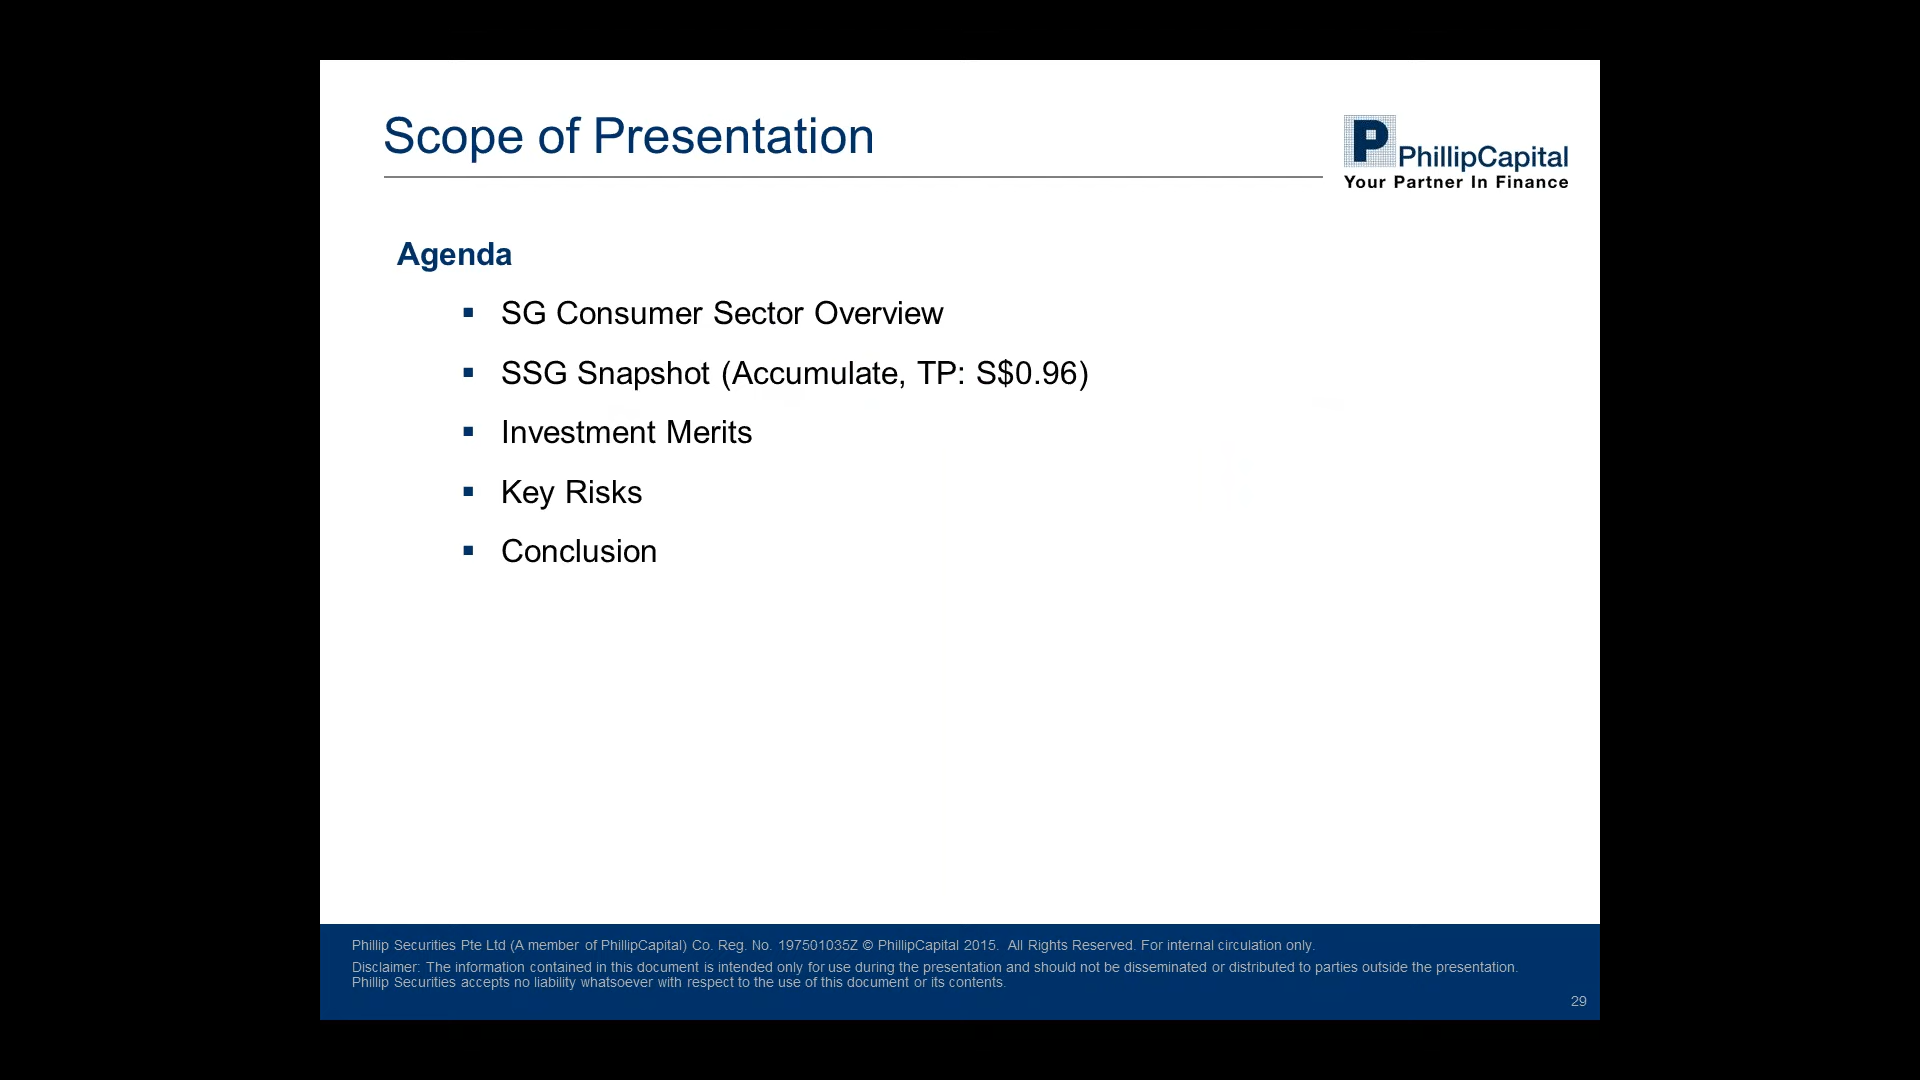 Scope of Presentation
P PhillipCapital
Your Partner In Finance
Agenda
▪ SG Consumer Sector Overview
▪ SSG Snapshot (Accumulate, TP: S$0.96)
▪ Investment Merits
▪ Key Risks
▪ Conclusion
Phillip Securities Pte Ltd (A member of PhillipCapital) Co. Reg. No. 197501035Z © PhillipCapital 2015. All Rights Reserved. For internal circulation only.
Disclaimer: The information contained in this document is intended only for use during the presentation and should not be disseminated or distributed to parties outside the presentation.
Phillip Securities accepts no liability whatsoever with respect to the use of this document or its contents.
29